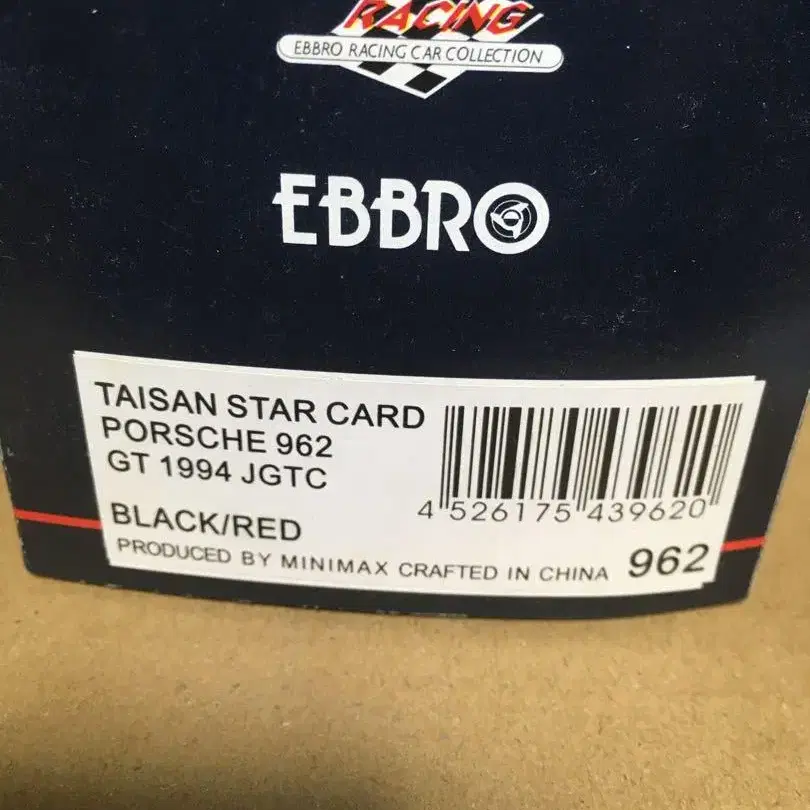 RACING
EBBRO RACING CAR COLLECTION
EBBRO
TAISAN STAR CARD
PORSCHE 962
GT 1994 JGTC
BLACK/RED
PRODUCED BY MINIMAX CRAFTED IN CHINA
4 526175 439620
962